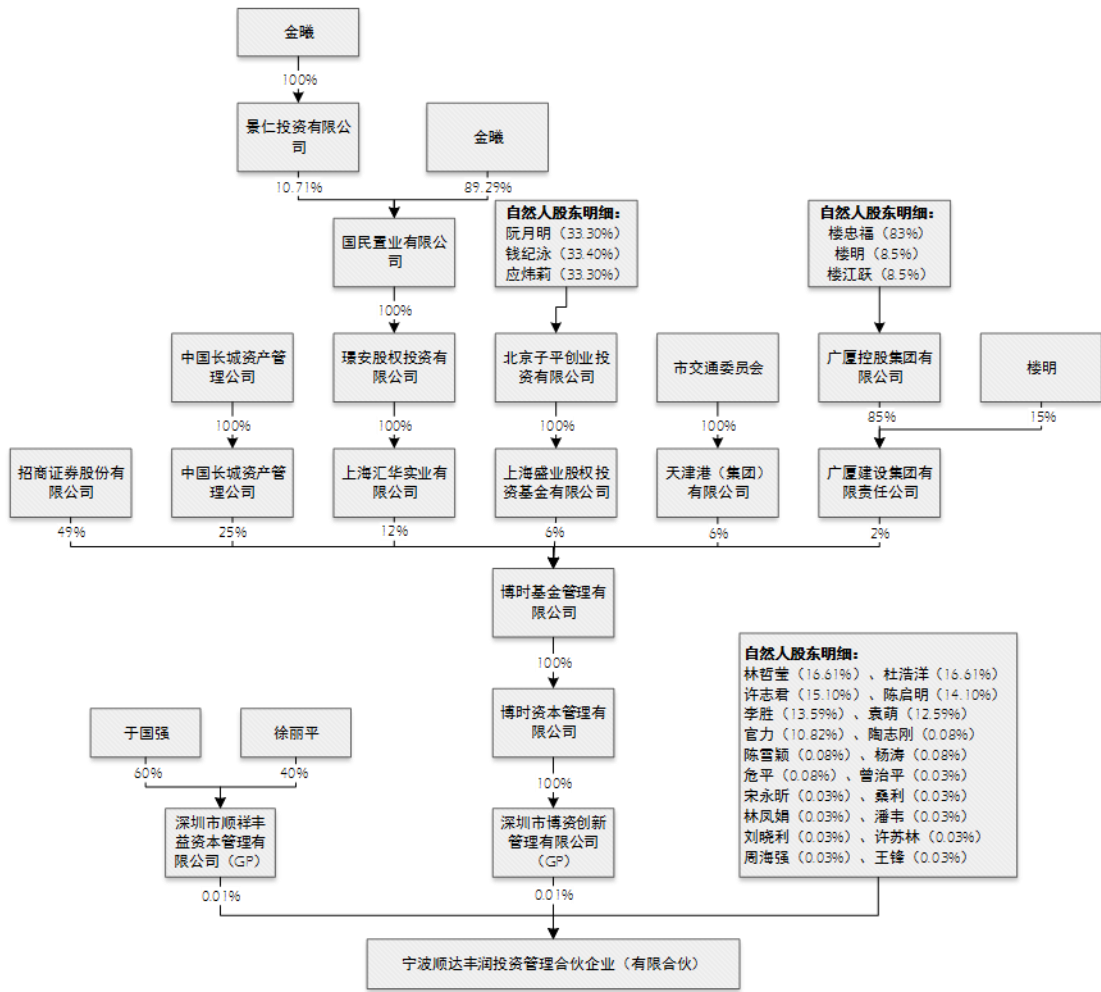 金曦
100%
景仁投资有限公
司
金曦
10.71%
89.29%
国民置业有限公
司
自然人股东明细：
阮月明（33.30%）
钱纪泳（33.40%）
应炜莉（33.30%）
自然人股东明细：
楼忠福（83%）
楼明（8.5%）
楼江跃（8.5%）
100%
中国长城资产管
理公司
璟安股权投资有
限公司
北京子平创业投
资有限公司
市交通委员会
广厦控股集团有
限公司
楼明
100%
100%
100%
100%
85%
15%
招商证券股份有
限公司
中国长城资产管
理公司
上海汇华实业有
限公司
上海盛业股权投
资基金有限公司
天津港（集团）
有限公司
广厦建设集团有
限责任公司
49%
25%
12%
6%
6%
2%
博时基金管理有
限公司
100%
博时资本管理有
限公司
100%
于国强
徐丽平
60%
40%
深圳市顺祥丰
益资本管理有
限公司（GP）
深圳市博资创新
管理有限公司
（GP）
自然人股东明细：
林哲莹（16.61%）、杜浩洋（16.61%）
许志君（15.10%）、陈启明（14.10%）
李胜（13.59%）、袁萌（12.59%）
官力（10.82%）、陶志刚（0.08%）
陈雪颖（0.08%）、杨涛（0.08%）
危平（0.08%）、曾治平（0.03%）
宋永昕（0.03%）、桑利（0.03%）
林凤娟（0.03%）、潘韦（0.03%）
刘晓利（0.03%）、许苏林（0.03%）
周海强（0.03%）、王锋（0.03%）
0.01%
0.01%
宁波顺达丰润投资管理合伙企业（有限合伙）